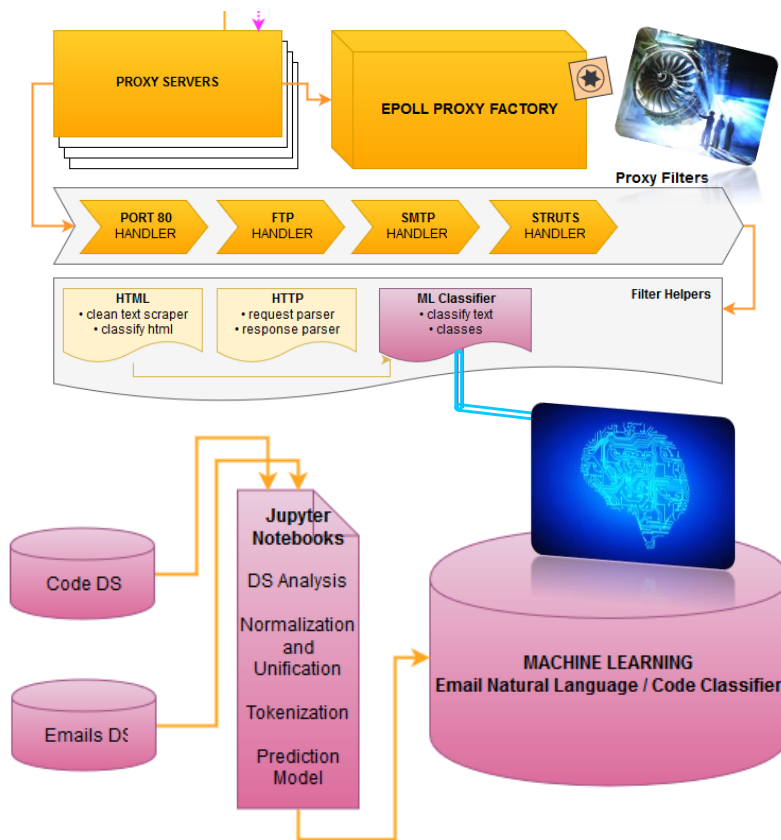 PROXY SERVERS
EPOLL PROXY FACTORY
Proxy Filters
PORT 80
HANDLER
FTP
HANDLER
SMTP
HANDLER
STRUTS
HANDLER
HTML
• clean text scraper
• classify html
HTTP
• request parser
• response parser
ML Classifier
• classify text
• classes
Filter Helpers
Code DS
Emails DS
Jupyter
Notebooks
DS Analysis
Normalization
and
Unification
Tokenization
Prediction
Model
MACHINE LEARNING
Email Natural Language / Code Classifier